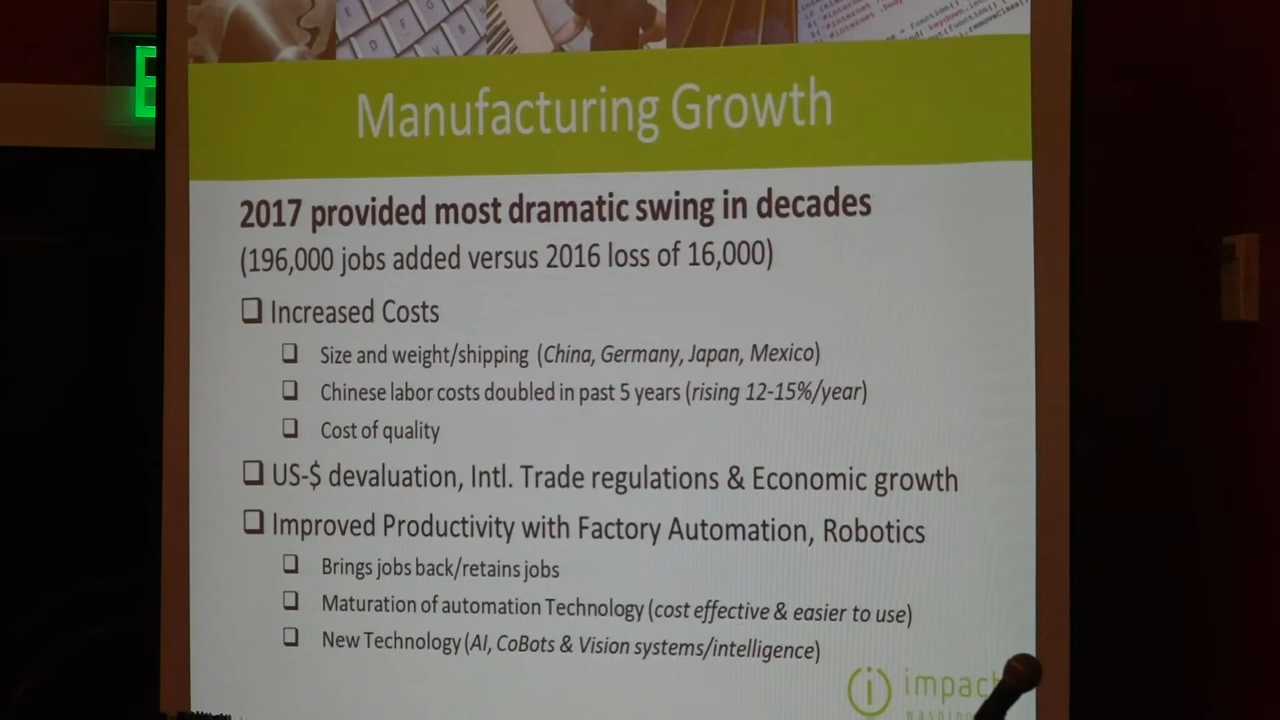 Manufacturing Growth
2017 provided most dramatic swing in decades
(196,000 jobs added versus 2016 loss of 16,000)
Increased Costs
Size and weight/shipping (China, Germany, Japan, Mexico)
Chinese labor costs doubled in past 5 years (rising 12-15%/year)
Cost of quality
US-$ devaluation, Intl. Trade regulations & Economic growth
Improved Productivity with Factory Automation, Robotics
Brings jobs back/retains jobs
Maturation of automation Technology (cost effective & easier to use)
New Technology (AI, CoBots & Vision systems/intelligence)
impact